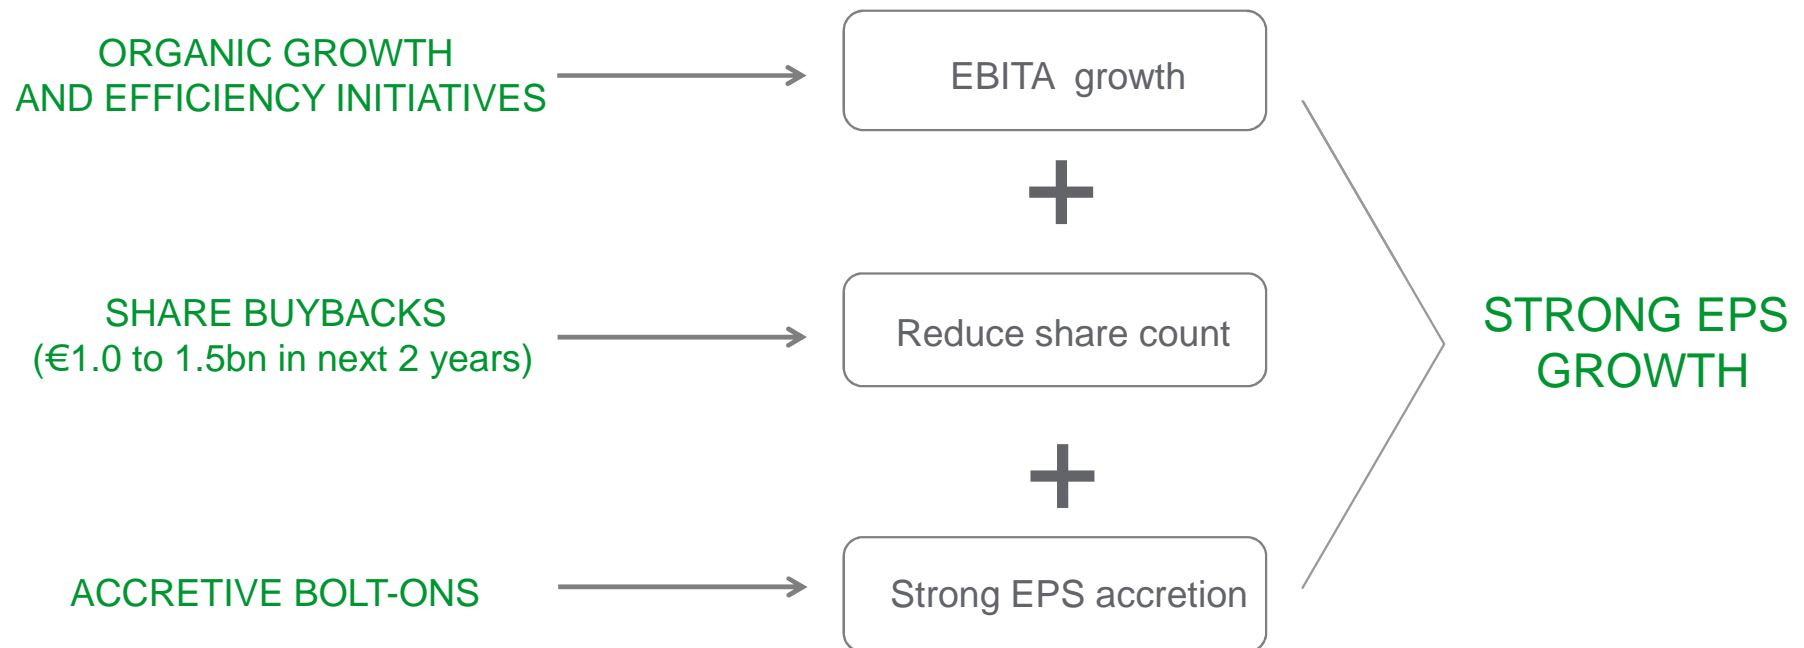 ORGANIC GROWTH
AND EFFICIENCY INITIATIVES
EBITA growth
+
SHARE BUYBACKS
(€1.0 to 1.5bn in next 2 years)
Reduce share count
+
ACCRETIVE BOLT-ONS
Strong EPS accretion
STRONG EPS
GROWTH